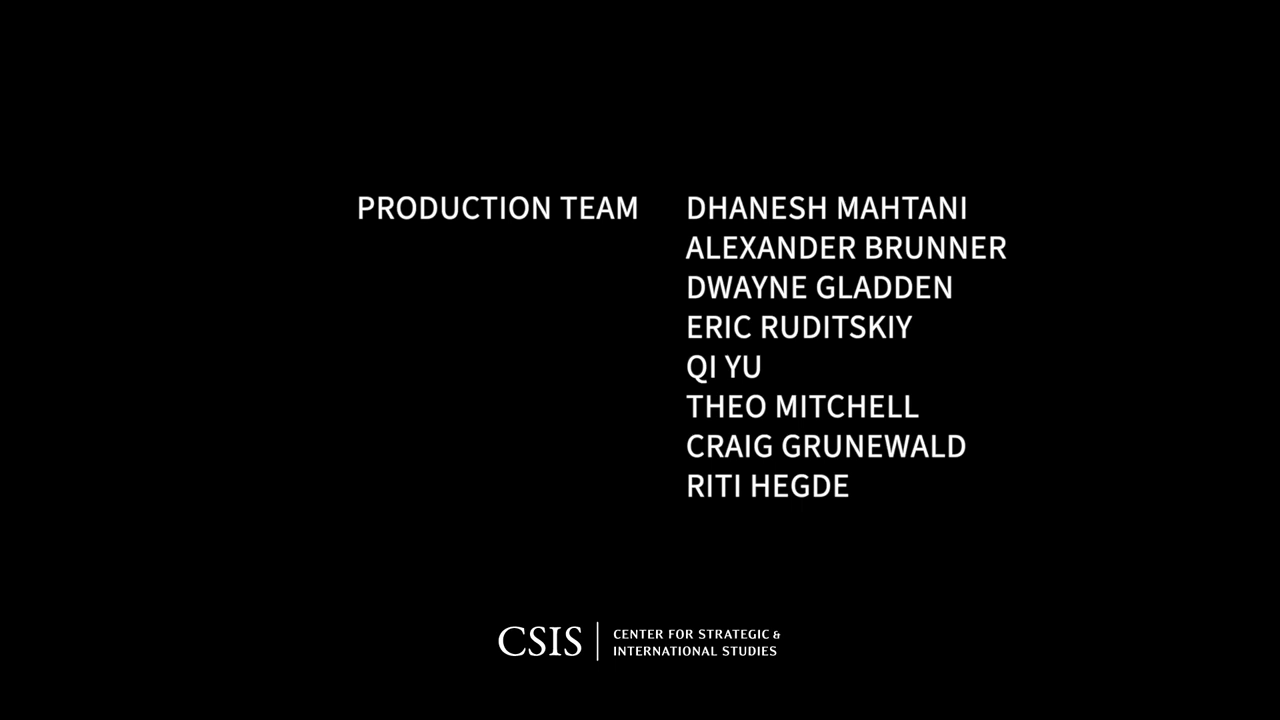 PRODUCTION TEAM DHANESH MAHTANI
ALEXANDER BRUNNER
DWAYNE GLADDEN
ERIC RUDITSKIY
QI YU
THEO MITCHELL
CRAIG GRUNEWALD
RITI HEGDE
CSIS CENTER FOR STRATEGIC &
INTERNATIONAL STUDIES